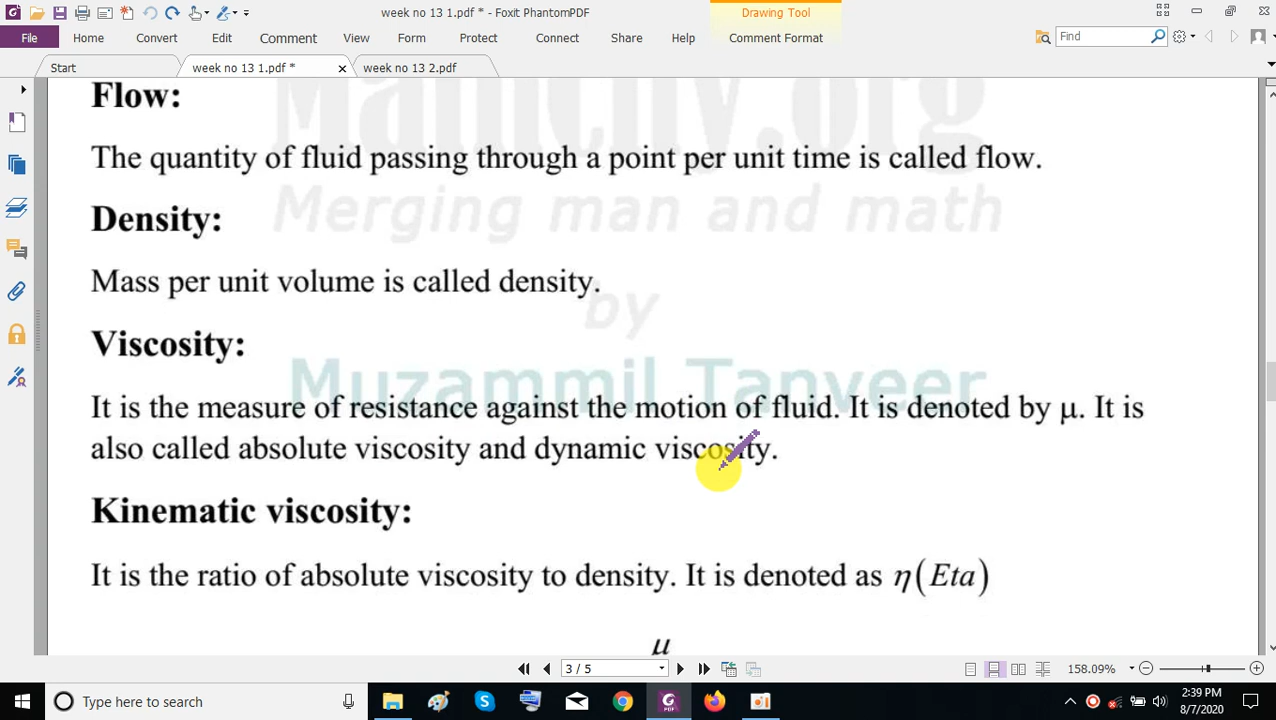 week no 13 1.pdf * - Foxit PhantomPDF
Drawing Tool
File Home Convert Edit Comment View Form Protect Connect Share Help Comment Format Find
Start week no 13 1.pdf * week no 13 2.pdf
Flow:
The quantity of fluid passing through a point per unit time is called flow.
Merging man and math
Density:
Mass per unit volume is called density.
by
Viscosity:
Muzammil Tanveer
It is the measure of resistance against the motion of fluid. It is denoted by μ. It is
also called absolute viscosity and dynamic viscosity.
Kinematic viscosity:
It is the ratio of absolute viscosity to density. It is denoted as η(Eta)
μ
3 / 5 158.09%
Type here to search
2:39 PM
8/7/2020